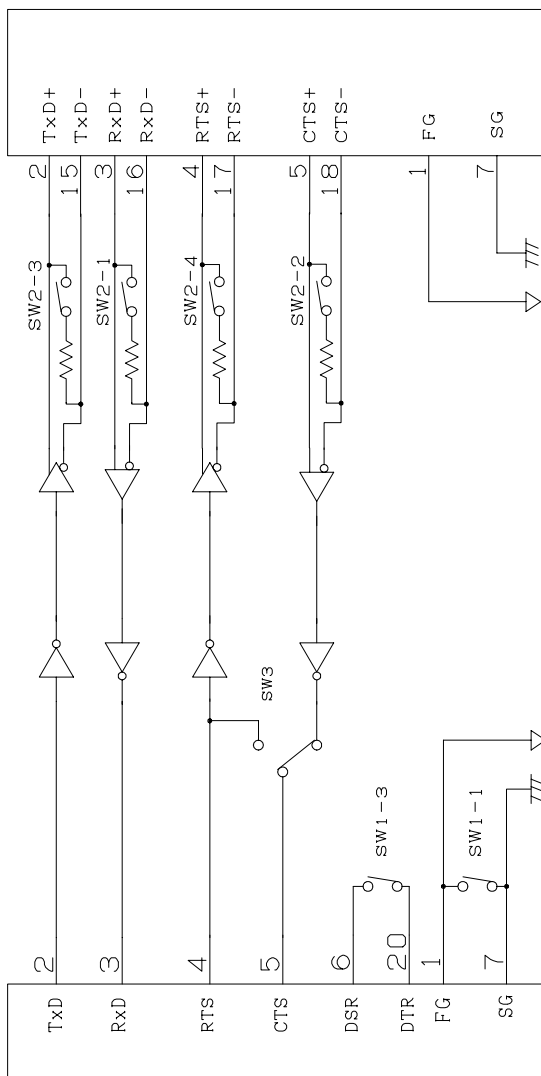 TxD+
TxD-
RxD+
RxD-
RTS+
RTS-
CTS+
CTS-
FG
SG
2
15
3
16
4
17
5
18
1
7
SW2-3
SW2-1
SW2-4
SW2-2
SW3
SW1-3
SW1-1
2
3
4
5
6
20
1
7
TxD
RxD
RTS
CTS
DSR
DTR
FG
SG